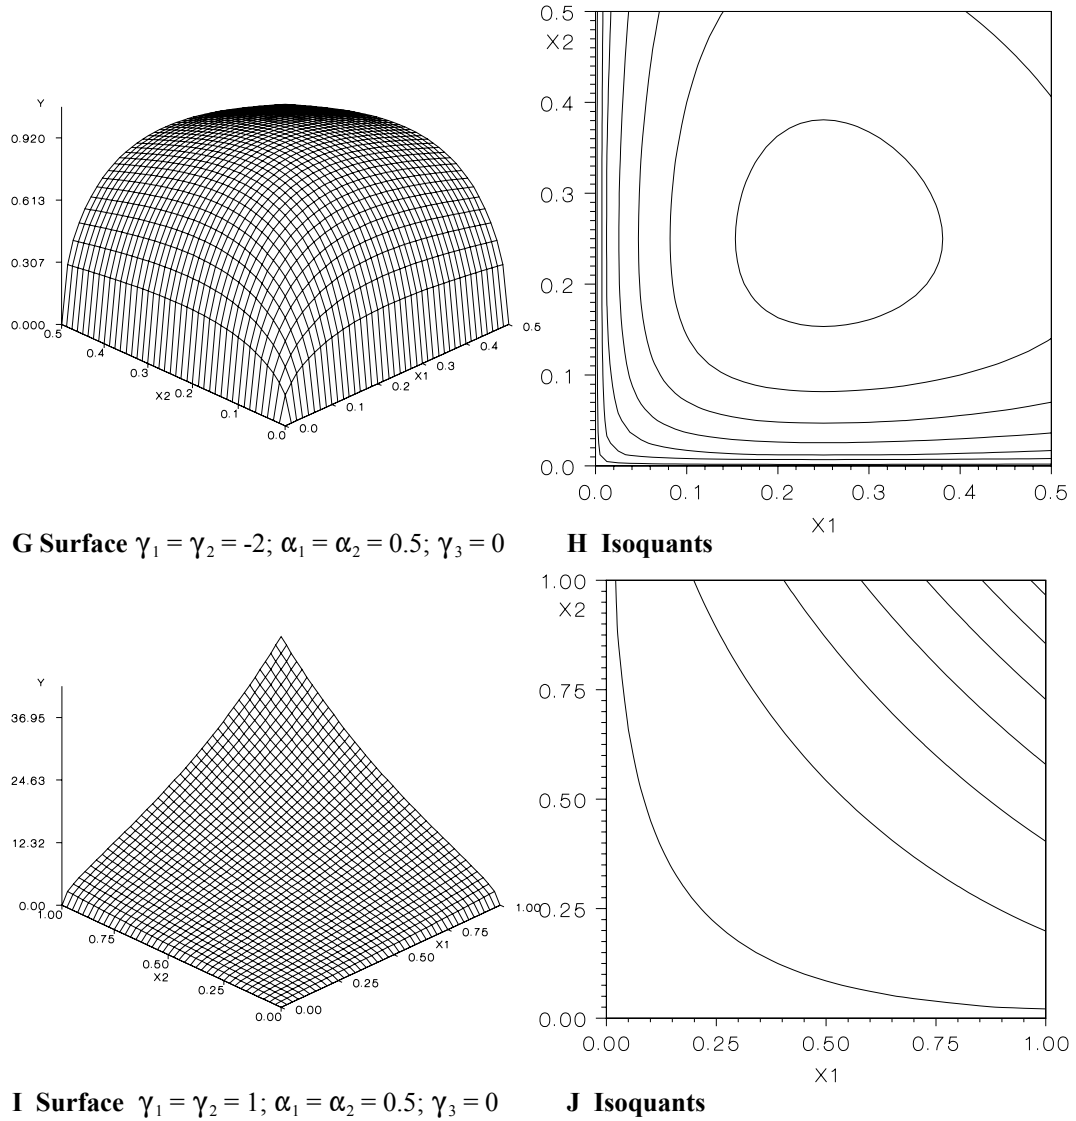 Y
0.920
0.613
0.307
0.000
0.5
0.4
0.3
X2 0.2
0.1
0.0
0.0
0.1
0.2
X1
0.3
0.4
0.5
0.5
X2
0.4
0.3
0.2
0.1
0.0
0.0 0.1 0.2 0.3 0.4 0.5
X1
G Surface γ₁ = γ₂ = -2; α₁ = α₂ = 0.5; γ₃ = 0
H Isoquants
Y
36.95
24.63
12.32
0.00
1.00
0.75
0.50
X2
0.25
0.00
0.00
0.25
0.50
X1
0.75
1.00
1.00
X2
0.75
0.50
0.25
0.00
0.00 0.25 0.50 0.75 1.00
X1
I Surface γ₁ = γ₂ = 1; α₁ = α₂ = 0.5; γ₃ = 0
J Isoquants